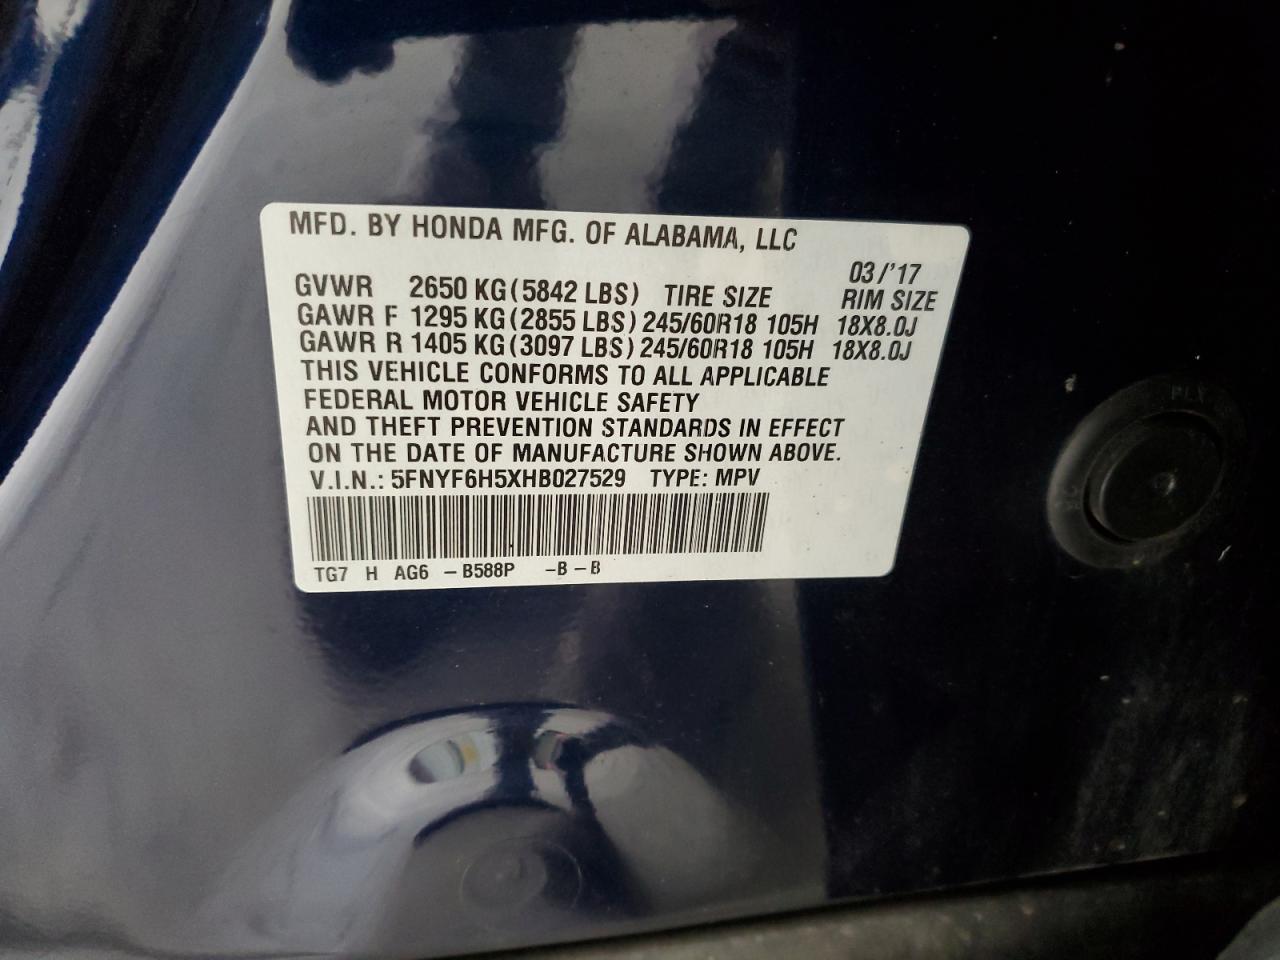 MFD. BY HONDA MFG. OF ALABAMA, LLC
03/'17
GVWR 2650 KG(5842 LBS) TIRE SIZE RIM SIZE
GAWR F 1295 KG(2855 LBS) 245/60R18 105H 18X8.0J
GAWR R 1405 KG(3097 LBS) 245/60R18 105H 18X8.0J
THIS VEHICLE CONFORMS TO ALL APPLICABLE
FEDERAL MOTOR VEHICLE SAFETY
AND THEFT PREVENTION STANDARDS IN EFFECT
ON THE DATE OF MANUFACTURE SHOWN ABOVE.
V.I.N.: 5FNYF6H5XHB027529 TYPE: MPV
TG7 H AG6 -B588P -B-B